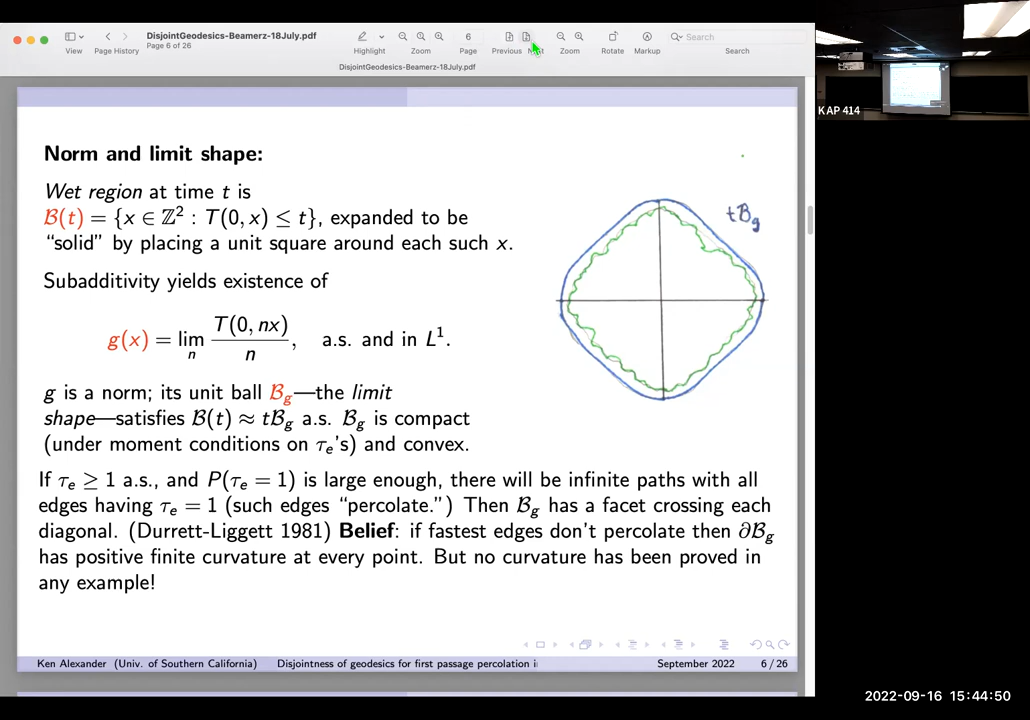 DisjointGeodesics-Beamerz-18July.pdf
Page 6 of 26
View
Page History
Highlight
Zoom
6
Page
Previous
Zoom
Rotate
Markup
Search
Search
DisjointGeodesics-Beamerz-18July.pdf
KAP 414
Norm and limit shape:
Wet region at time t is
B(t) = {x ∈ ℤ² : T(0, x) ≤ t}, expanded to be
“solid” by placing a unit square around each such x.
Subadditivity yields existence of
g(x) = lim_n T(0, nx)/n, a.s. and in L¹.
g is a norm; its unit ball B_g—the limit
shape—satisfies B(t) ≈ tB_g a.s. B_g is compact
(under moment conditions on τ_e’s) and convex.
tB_g
If τ_e ≥ 1 a.s., and P(τ_e = 1) is large enough, there will be infinite paths with all
edges having τ_e = 1 (such edges “percolate.”) Then B_g has a facet crossing each
diagonal. (Durrett-Liggett 1981) Belief: if fastest edges don’t percolate then ∂B_g
has positive finite curvature at every point. But no curvature has been proved in
any example!
Ken Alexander (Univ. of Southern California)
Disjointness of geodesics for first passage percolation i
September 2022
6 / 26
2022-09-16 15:44:50